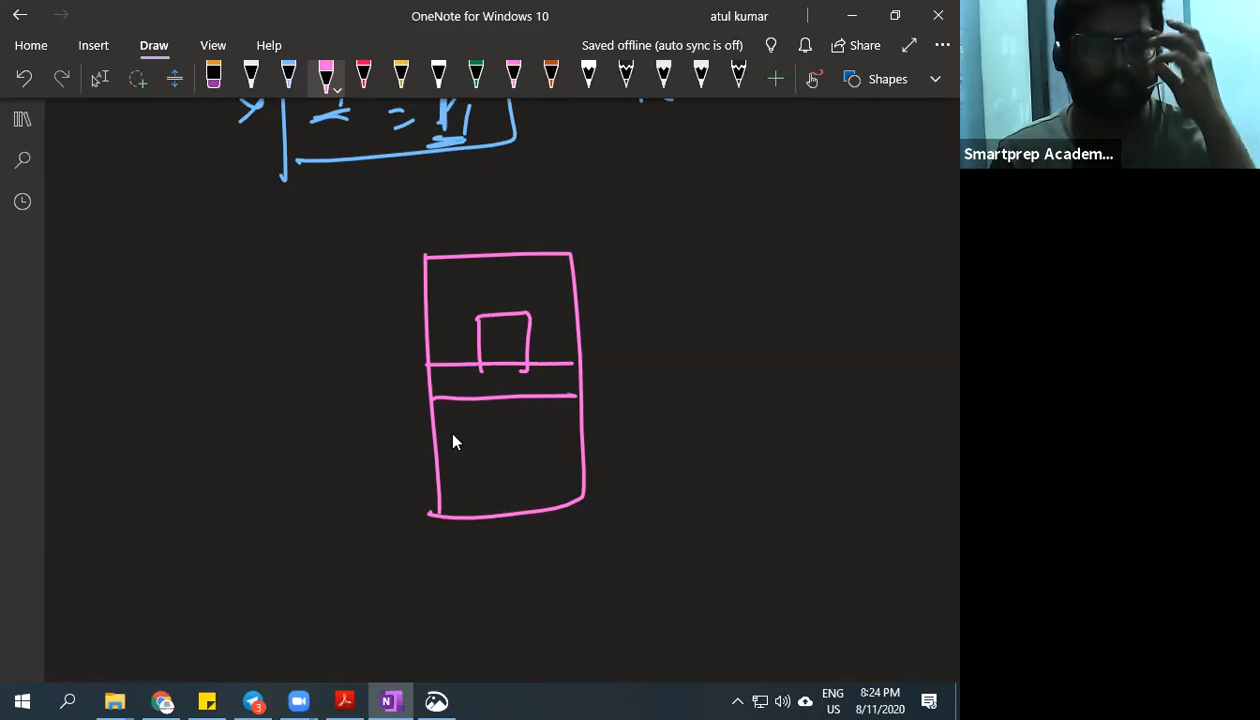 OneNote for Windows 10
atul kumar
Home Insert Draw View Help
Saved offline (auto sync is off)
Share
Shapes
Smartprep Academ...
3
N
ENG
US
8:24 PM
8/11/2020